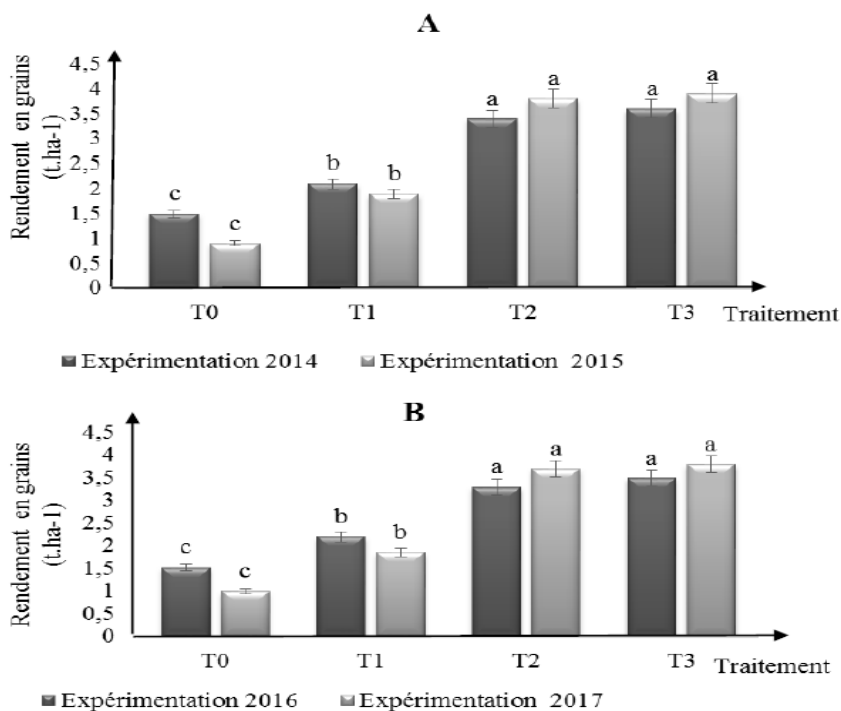 A
Rendement en grains
(t.ha-1)
4,5
4
3,5
3
2,5
2
1,5
1
0,5
0
c
c
b
b
a
a
a
a
T0
T1
T2
T3
Traitement
Expérimentation 2014
Expérimentation 2015
B
Rendement en grains
(t.ha-1)
4,5
4
3,5
3
2,5
2
1,5
1
0,5
0
c
c
b
b
a
a
a
a
T0
T1
T2
T3
Traitement
Expérimentation 2016
Expérimentation 2017